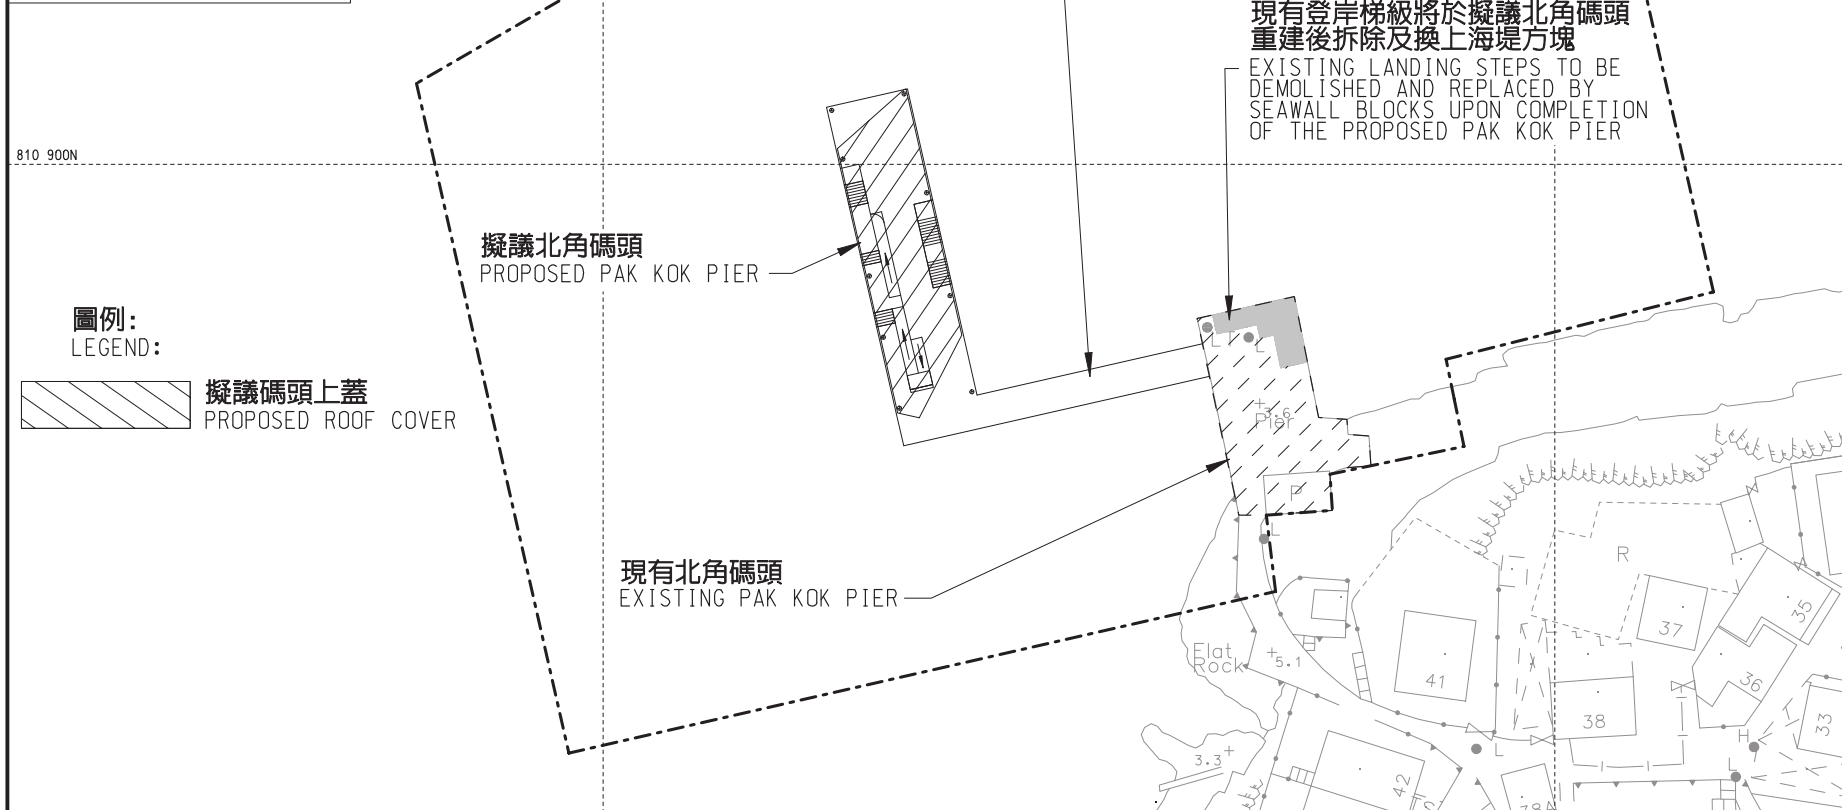 現有登岸梯級將於擬議北角碼頭
重建後拆除及換上海堤方塊
EXISTING LANDING STEPS TO BE
DEMOLISHED AND REPLACED BY
SEAWALL BLOCKS UPON COMPLETION
OF THE PROPOSED PAK KOK PIER
810 900N
擬議北角碼頭
PROPOSED PAK KOK PIER
圖例:
LEGEND:
擬議碼頭上蓋
PROPOSED ROOF COVER
L
L
3.6
Pier
P
L
現有北角碼頭
EXISTING PAK KOK PIER
R
35
37
Flat
Rock
5.1
41
36
38
33
H
L
3.3
L
42